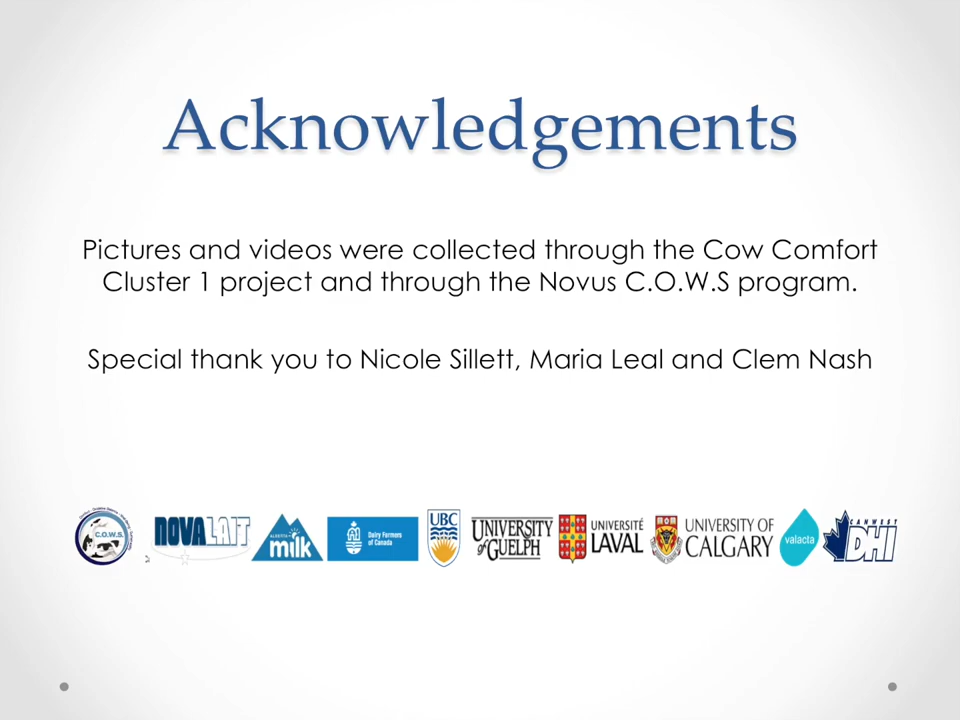 Acknowledgements
Pictures and videos were collected through the Cow Comfort
Cluster 1 project and through the Novus C.O.W.S program.
Special thank you to Nicole Sillett, Maria Leal and Clem Nash
C.O.W.S.
NOVALAIT
ALBERTA
milk
Dairy Farmers
of Canada
UBC
UNIVERSITY
of GUELPH
UNIVERSITÉ
LAVAL
UNIVERSITY OF
CALGARY
valacta
CANWEST
DHI